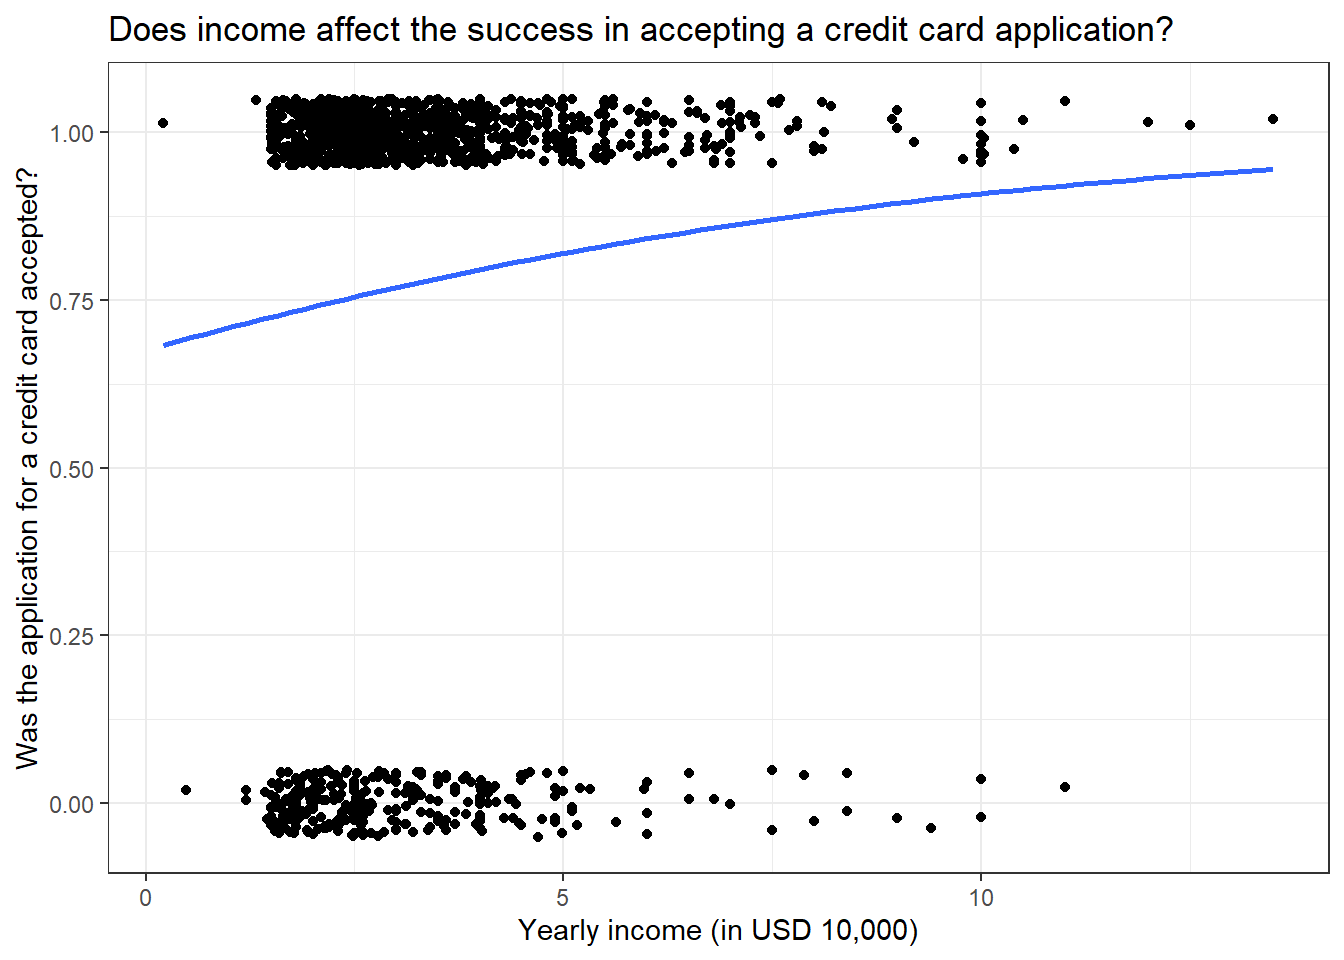 Does income affect the success in accepting a credit card application?
Was the application for a credit card accepted?
1.00
0.75
0.50
0.25
0.00
0
5
10
Yearly income (in USD 10,000)